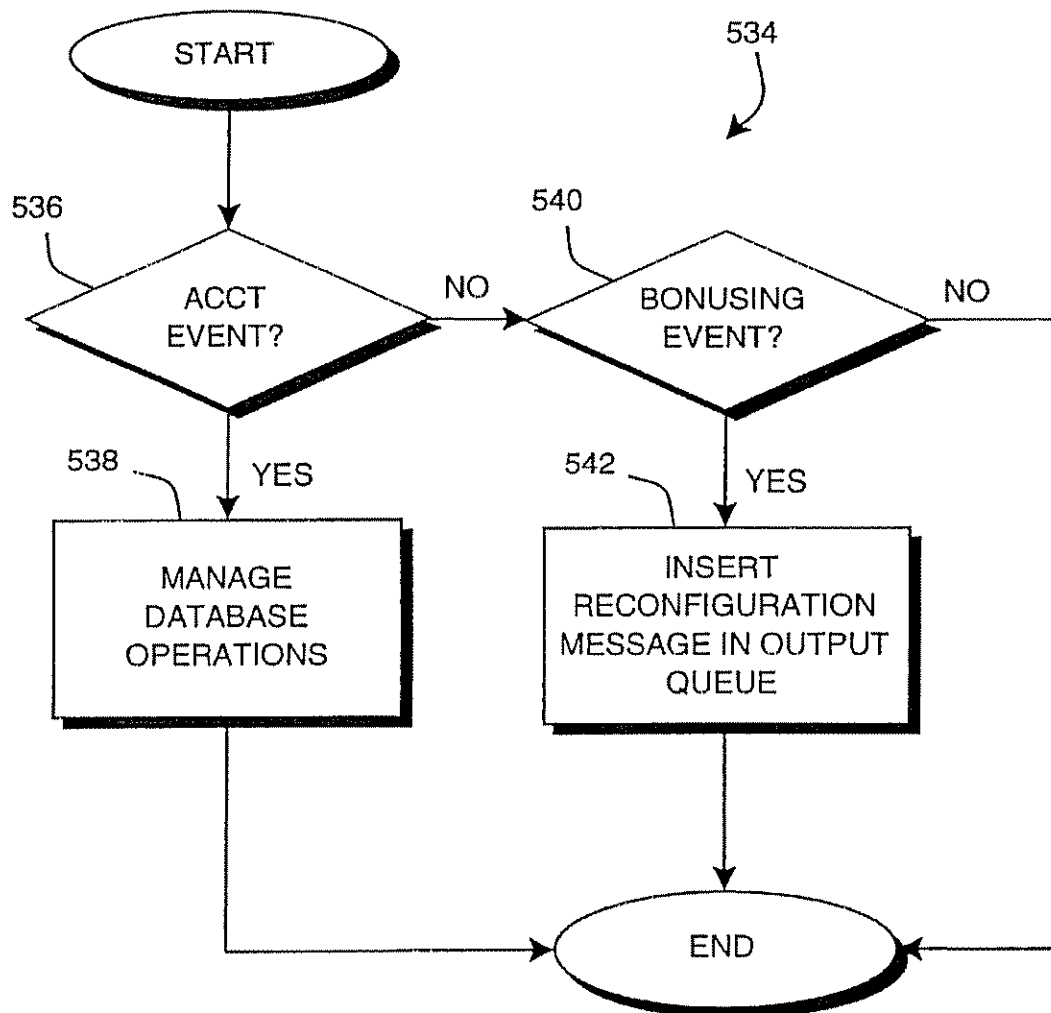 START
534
536
540
ACCT
EVENT?
NO
BONUSING
EVENT?
NO
538
YES
542
YES
MANAGE
DATABASE
OPERATIONS
INSERT
RECONFIGURATION
MESSAGE IN OUTPUT
QUEUE
END